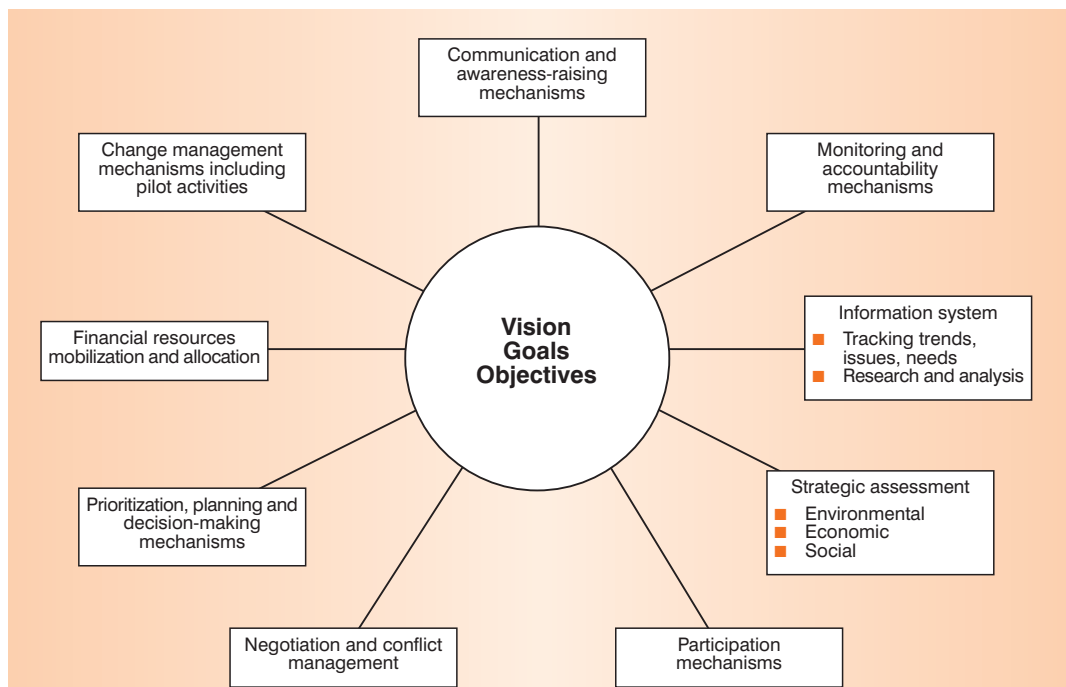 Communication and
awareness-raising
mechanisms
Change management
mechanisms including
pilot activities
Monitoring and
accountability
mechanisms
Vision
Goals
Objectives
Financial resources
mobilization and allocation
Information system
Tracking trends,
issues, needs
Research and analysis
Prioritization, planning and
decision-making
mechanisms
Strategic assessment
Environmental
Economic
Social
Negotiation and conflict
management
Participation
mechanisms